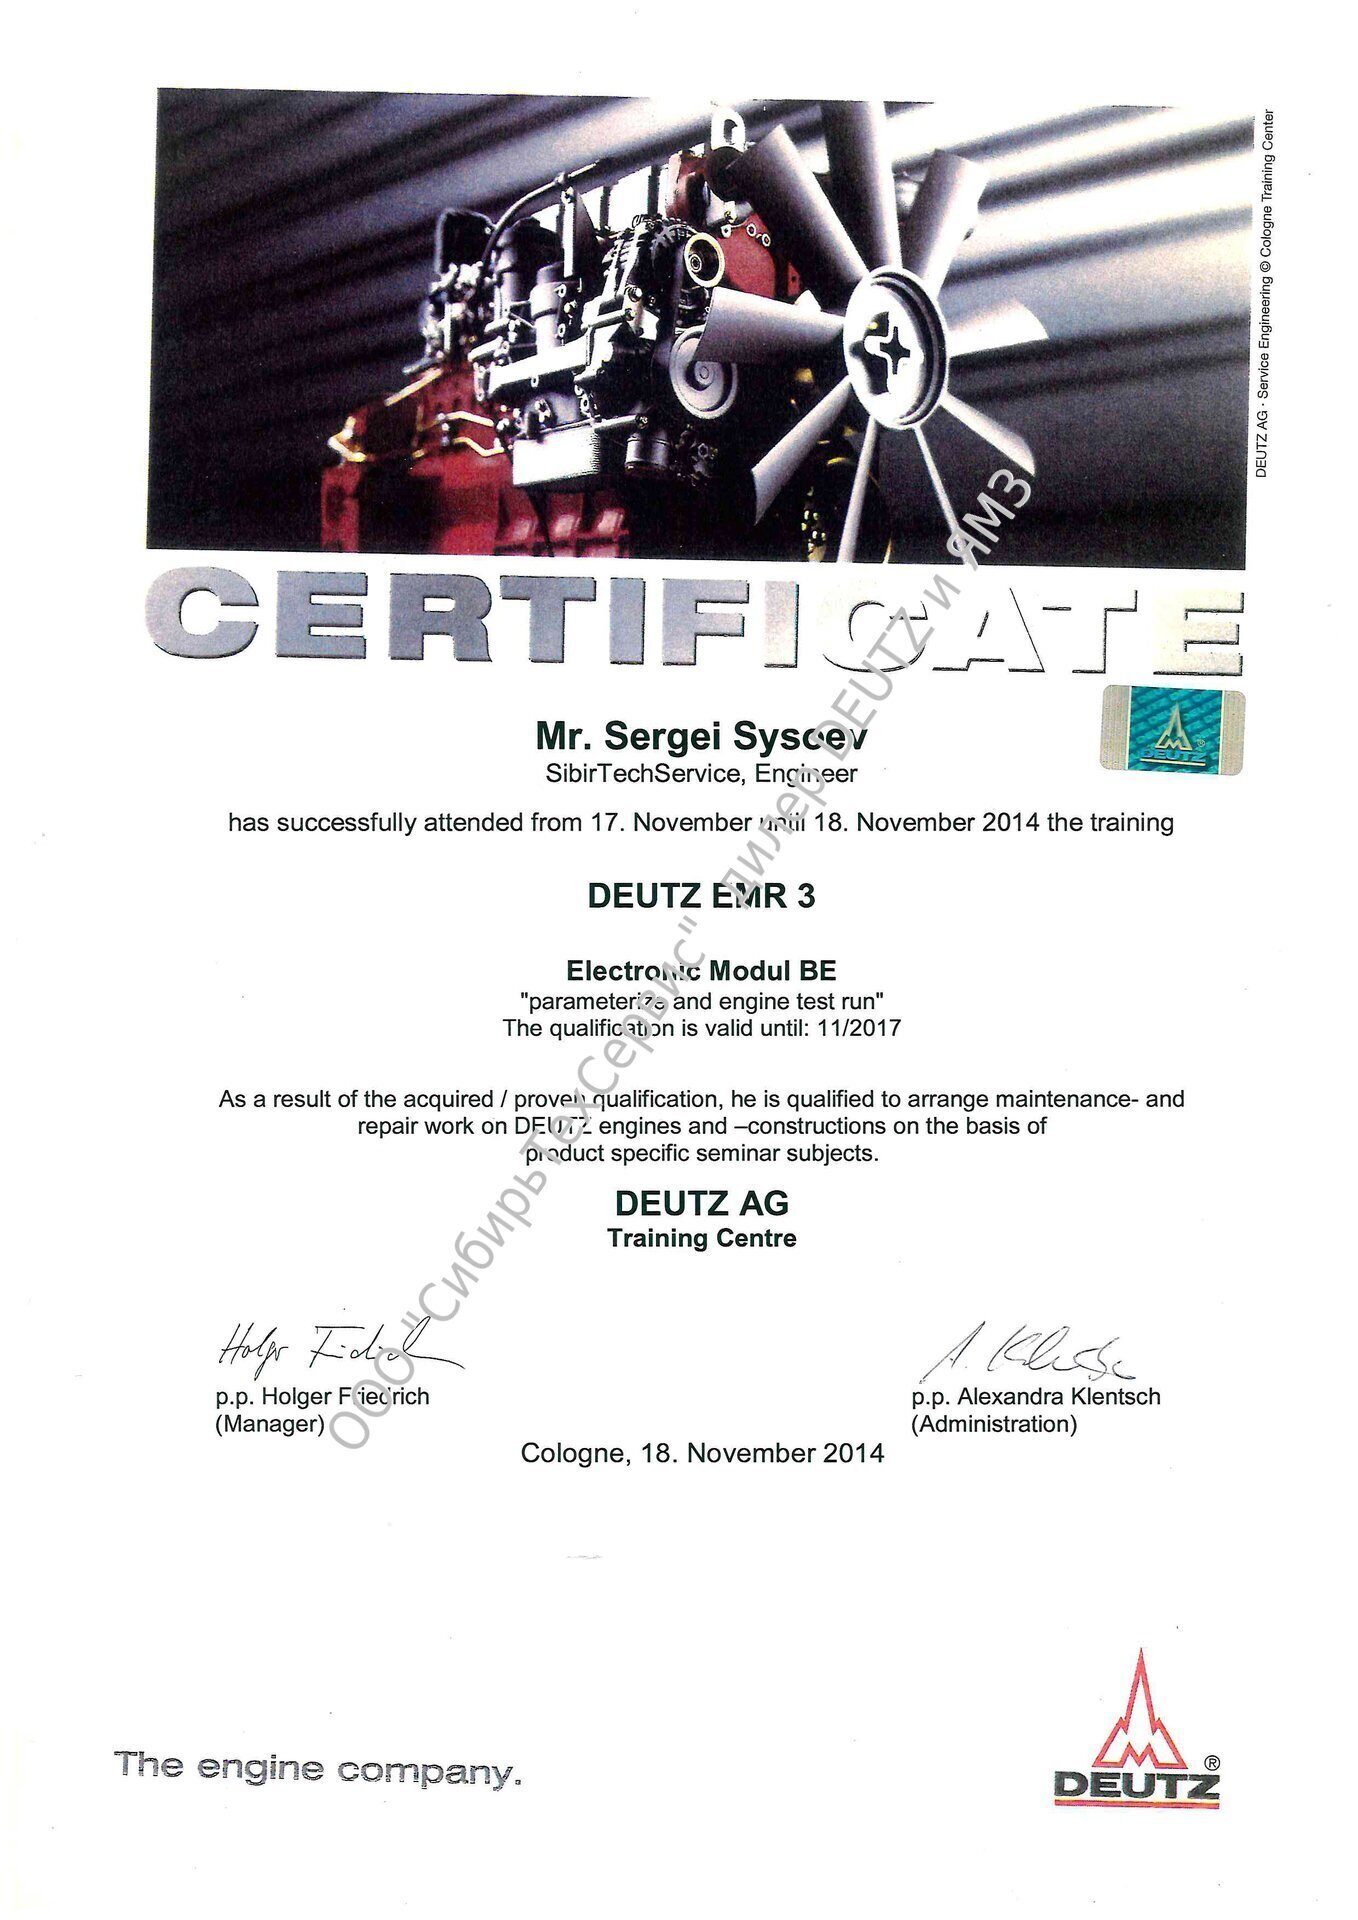 DEUTZ AG · Service Engineering © Cologne Training Center
CERTIFICATE
DEUTZ
Mr. Sergei Sysoev
SibirTechService, Engineer
has successfully attended from 17. November until 18. November 2014 the training
DEUTZ EMR 3
Electronic Modul BE
"parameterize and engine test run"
The qualification is valid until: 11/2017
As a result of the acquired / proven qualification, he is qualified to arrange maintenance- and
repair work on DEUTZ engines and –constructions on the basis of
product specific seminar subjects.
DEUTZ AG
Training Centre
Holger Friedrich
A. Klentsch
p.p. Holger Friedrich
(Manager)
p.p. Alexandra Klentsch
(Administration)
Cologne, 18. November 2014
ООО "СибирьТехСервис" дилер DEUTZ и ЯМЗ
The engine company.
DEUTZ®